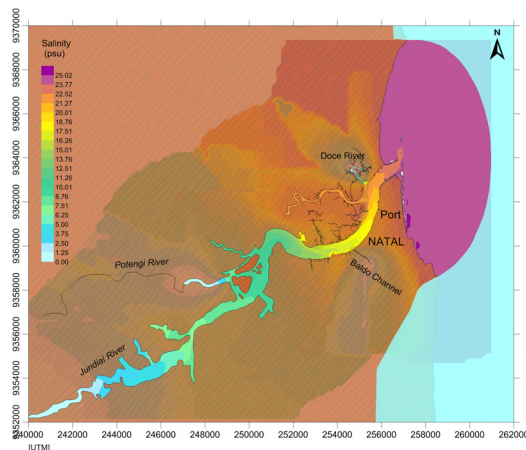 9370000
9368000
9366000
9364000
9362000
9360000
9358000
9356000
9354000
9352000
Salinity
(psu)
25.02
23.77
22.52
21.27
20.01
18.76
17.51
16.26
15.01
13.76
12.51
11.26
10.01
8.76
7.51
6.25
5.00
3.75
2.50
1.25
0.00
N
Doce River
Port
NATAL
Baldo Channel
Potengi River
Jundiaí River
240000 242000 244000 246000 248000 250000 252000 254000 256000 258000 260000 262000
[UTM]